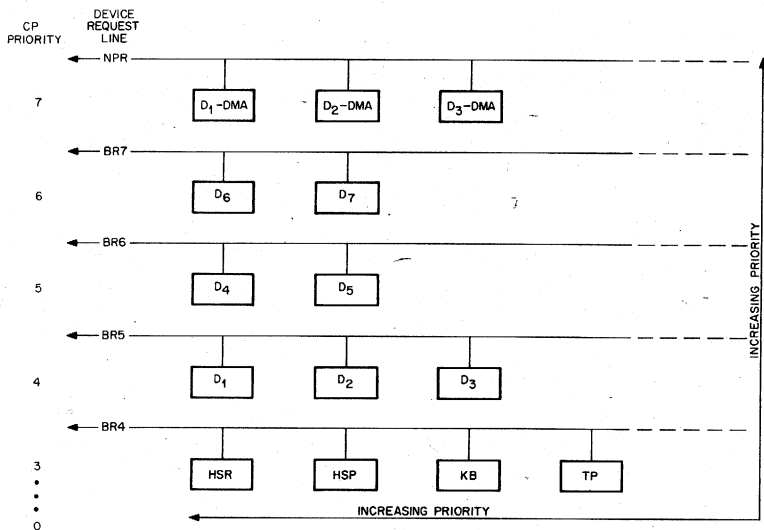 CP PRIORITY
DEVICE REQUEST LINE
NPR
7
D1-DMA
D2-DMA
D3-DMA
BR7
6
D6
D7
BR6
5
D4
D5
BR5
4
D1
D2
D3
BR4
3
HSR
HSP
KB
TP
0
INCREASING PRIORITY
INCREASING PRIORITY